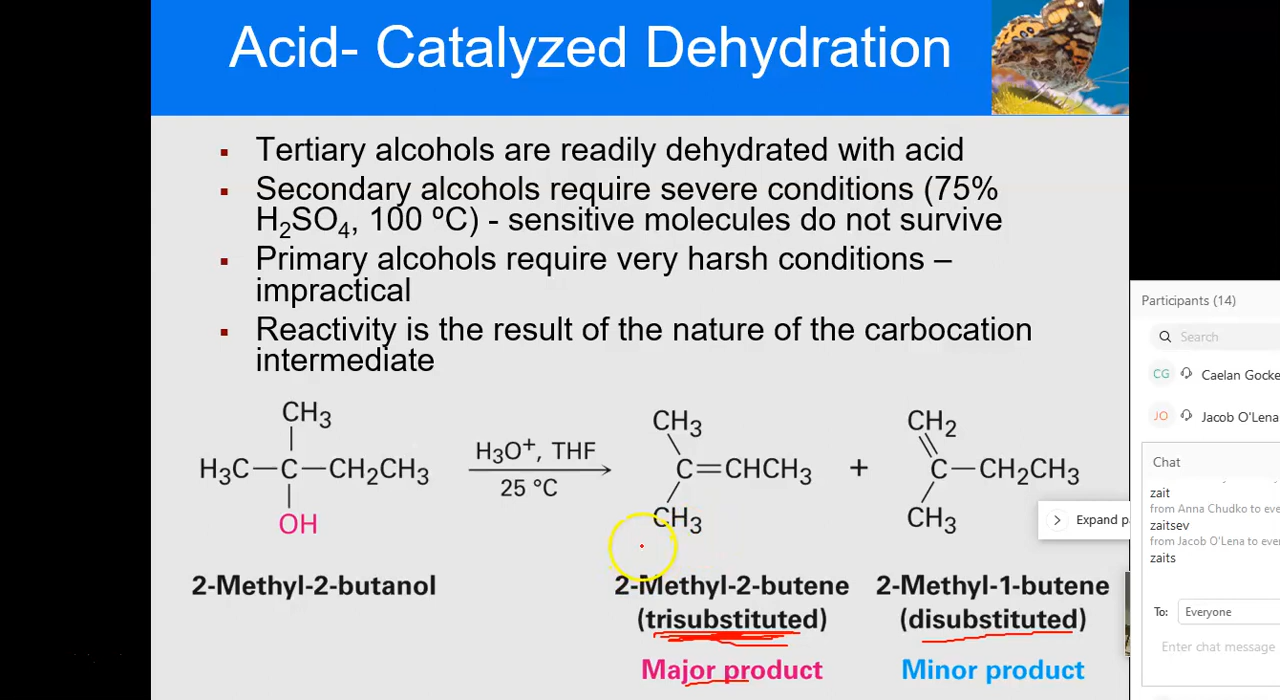 Acid- Catalyzed Dehydration
▪ Tertiary alcohols are readily dehydrated with acid
▪ Secondary alcohols require severe conditions (75%
H₂SO₄, 100 ºC) - sensitive molecules do not survive
▪ Primary alcohols require very harsh conditions –
impractical
▪ Reactivity is the result of the nature of the carbocation
intermediate
CH₃
H₃C—C—CH₂CH₃
OH
2-Methyl-2-butanol
H₃O⁺, THF
25 °C
CH₃
C=CHCH₃
CH₃
2-Methyl-2-butene
(trisubstituted)
Major product
+
CH₂
C—CH₂CH₃
CH₃
2-Methyl-1-butene
(disubstituted)
Minor product
Expand p
Participants (14)
Search
CG Caelan Gocke
JO Jacob O'Lena
Chat
zait
from Anna Chudko to eve
zaitsev
from Jacob O'Lena to ever
zaits
To: Everyone
Enter chat message